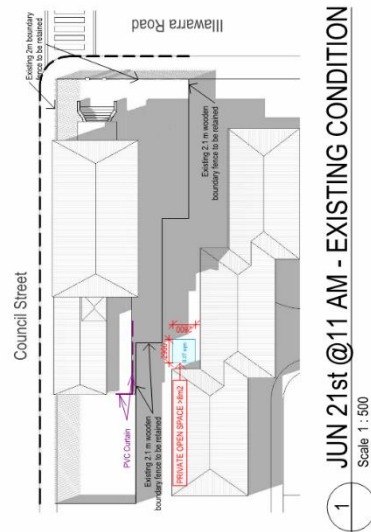 Council Street
Illawarra Road
Existing 2m boundary
fence to be retained
Existing 2.1 m wooden
boundary fence to be retained
PVC Curtain
Existing 2.1 m wooden
boundary fence to be retained
PRIVATE OPEN SPACE >8m2
2900
1 JUN 21st @11 AM - EXISTING CONDITION
Scale 1 : 500